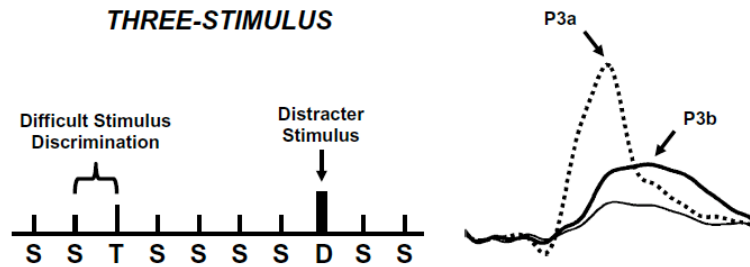 THREE-STIMULUS
Difficult Stimulus
Discrimination
Distracter
Stimulus
S S T S S S S D S S
P3a
P3b